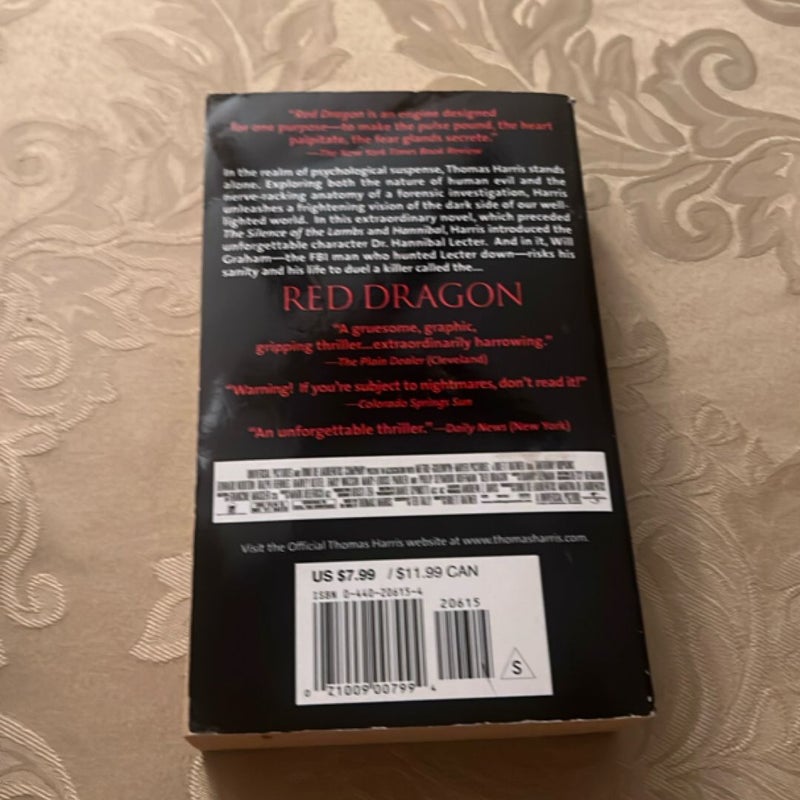 "Red Dragon is an engine designed
for one purpose—to make the pulse pound, the heart
palpitate, the fear glands secrete."
—The New York Times Book Review
In the realm of psychological suspense, Thomas Harris stands
alone. Exploring both the nature of human evil and the
nerve-racking anatomy of a forensic investigation, Harris
unleashes a frightening vision of the dark side of our well-
lighted world. In this extraordinary novel, which preceded
The Silence of the Lambs and Hannibal, Harris introduced the
unforgettable character Dr. Hannibal Lecter. And in it, Will
Graham—the FBI man who hunted Lecter down—risks his
sanity and his life to duel a killer called the...
RED DRAGON
"A gruesome, graphic,
gripping thriller...extraordinarily harrowing."
—The Plain Dealer (Cleveland)
"Warning! If you're subject to nightmares, don't read it!"
—Colorado Springs Sun
"An unforgettable thriller."—Daily News (New York)
Visit the Official Thomas Harris website at www.thomasharris.com.
US $7.99 / $11.99 CAN
ISBN 0-440-20615-4
20615
S
0 21009 00799 4